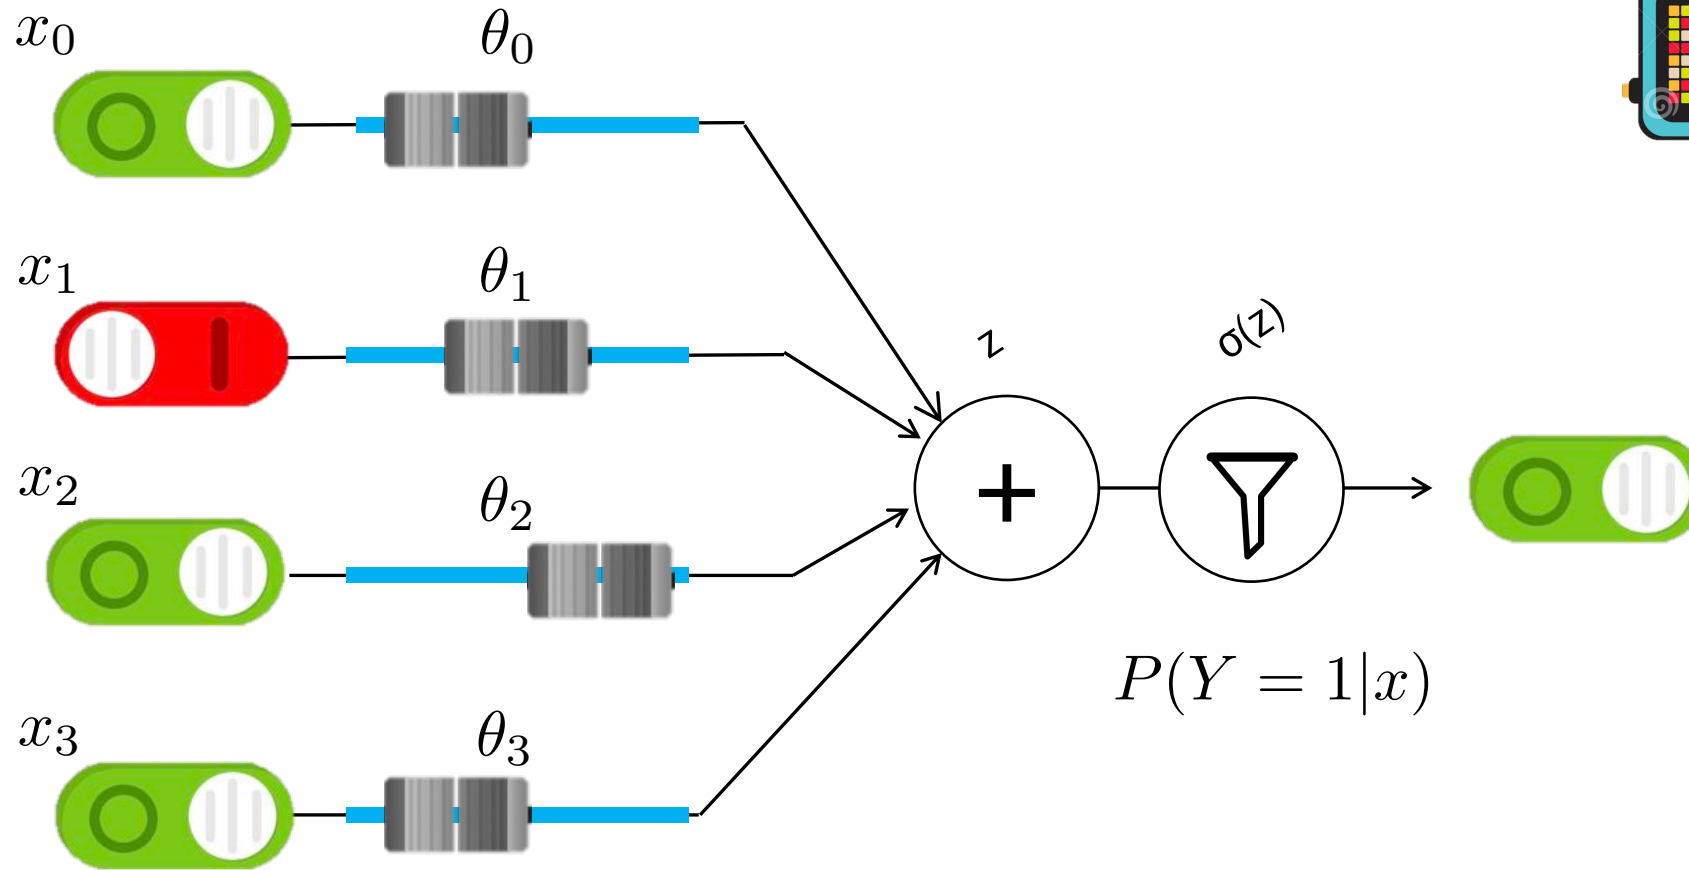 x₀
θ₀
x₁
θ₁
z
σ(z)
x₂
θ₂
+
P(Y = 1|x)
x₃
θ₃